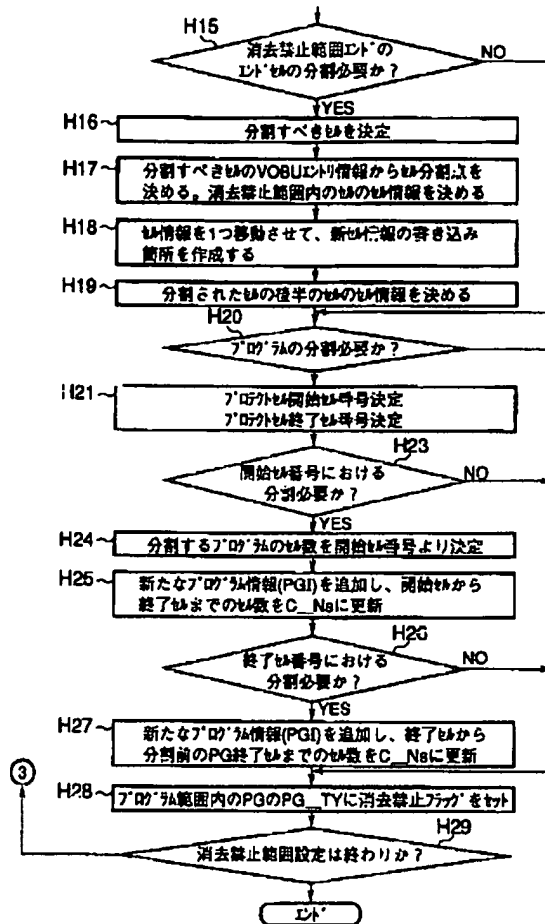 H15
消去禁止範囲エンドの
エンドセルの分割必要か?
NO
YES
H16
分割すべきセルを決定
H17
分割すべきセルのVOBUエントリ情報からセル分割点を
決める。消去禁止範囲内のセルのセル情報を決める
H18
セル情報を1つ移動させて、新セル情報の書き込み
箇所を作成する
H19
分割されたセルの後半のセルのセル情報を決める
H20
プログラムの分割必要か?
H21
プロテクトセル開始セル番号決定
プロテクトセル終了セル番号決定
H23
開始セル番号における
分割必要か?
NO
YES
H24
分割するプログラムのセル数を開始セル番号より決定
H25
新たなプログラム情報(PGI)を追加し、開始セルから
終了セルまでのセル数をC__Nsに更新
H26
終了セル番号における
分割必要か?
NO
YES
H27
新たなプログラム情報(PGI)を追加し、終了セルから
分割前のPG終了セルまでのセル数をC__Nsに更新
3
H28
プログラム範囲内のPGのPG__TYに消去禁止フラッグをセット
H29
消去禁止範囲設定は終わりか?
エンド